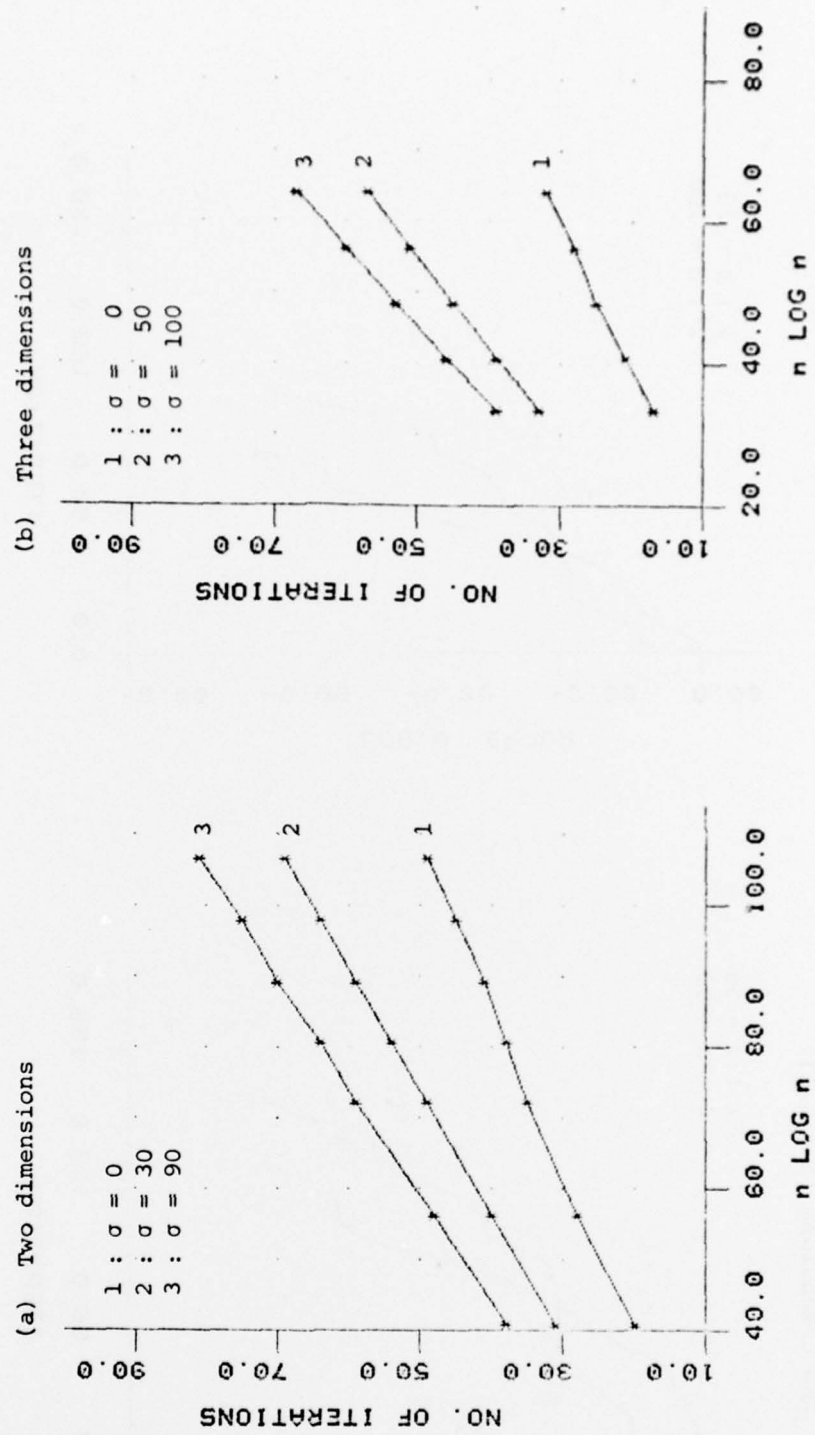 (a) Two dimensions
1 : σ = 0
2 : σ = 30
3 : σ = 90
NO. OF ITERATIONS
90.0
70.0
50.0
30.0
10.0
3
2
1
40.0
60.0
80.0
100.0
n LOG n
(b) Three dimensions
1 : σ = 0
2 : σ = 50
3 : σ = 100
NO. OF ITERATIONS
90.0
70.0
50.0
30.0
10.0
3
2
1
20.0
40.0
60.0
80.0
n LOG n